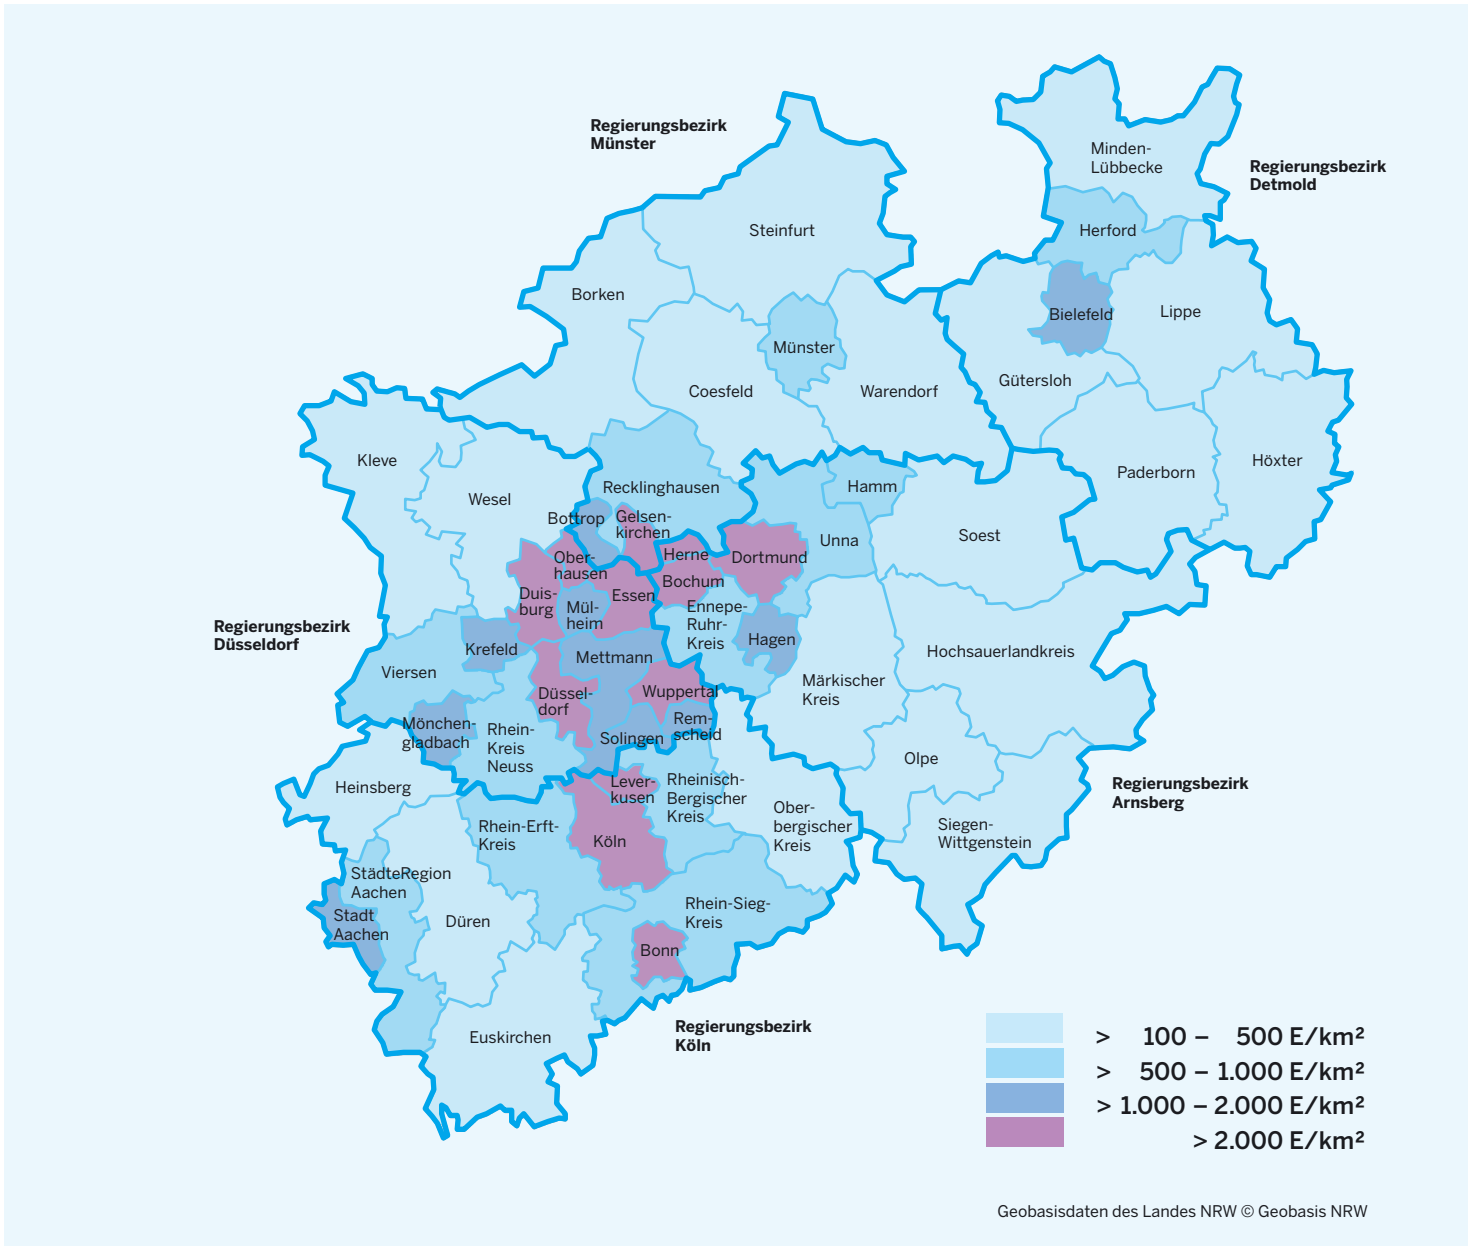 Regierungsbezirk
Münster
Minden-
Lübbecke
Regierungsbezirk
Detmold
Steinfurt
Herford
Borken
Bielefeld
Lippe
Münster
Gütersloh
Coesfeld
Warendorf
Kleve
Paderborn
Höxter
Wesel
Recklinghausen
Hamm
Bottrop
Gelsen-
kirchen
Unna
Soest
Ober-
hausen
Herne
Dortmund
Bochum
Duis-
burg
Essen
Mül-
heim
Ennepe-
Ruhr-
Kreis
Regierungsbezirk
Düsseldorf
Krefeld
Hagen
Mettmann
Hochsauerlandkreis
Viersen
Märkischer
Kreis
Düssel-
dorf
Wuppertal
Mönchen-
gladbach
Rhein-
Kreis
Neuss
Rem-
scheid
Solingen
Olpe
Heinsberg
Lever-
kusen
Rheinisch-
Bergischer
Kreis
Regierungsbezirk
Arnsberg
Ober-
bergischer
Kreis
Rhein-Erft-
Kreis
Köln
Siegen-
Wittgenstein
StädteRegion
Aachen
Stadt
Aachen
Düren
Rhein-Sieg-
Kreis
Bonn
Euskirchen
Regierungsbezirk
Köln
> 100 – 500 E/km²
> 500 – 1.000 E/km²
> 1.000 – 2.000 E/km²
> 2.000 E/km²
Geobasisdaten des Landes NRW © Geobasis NRW